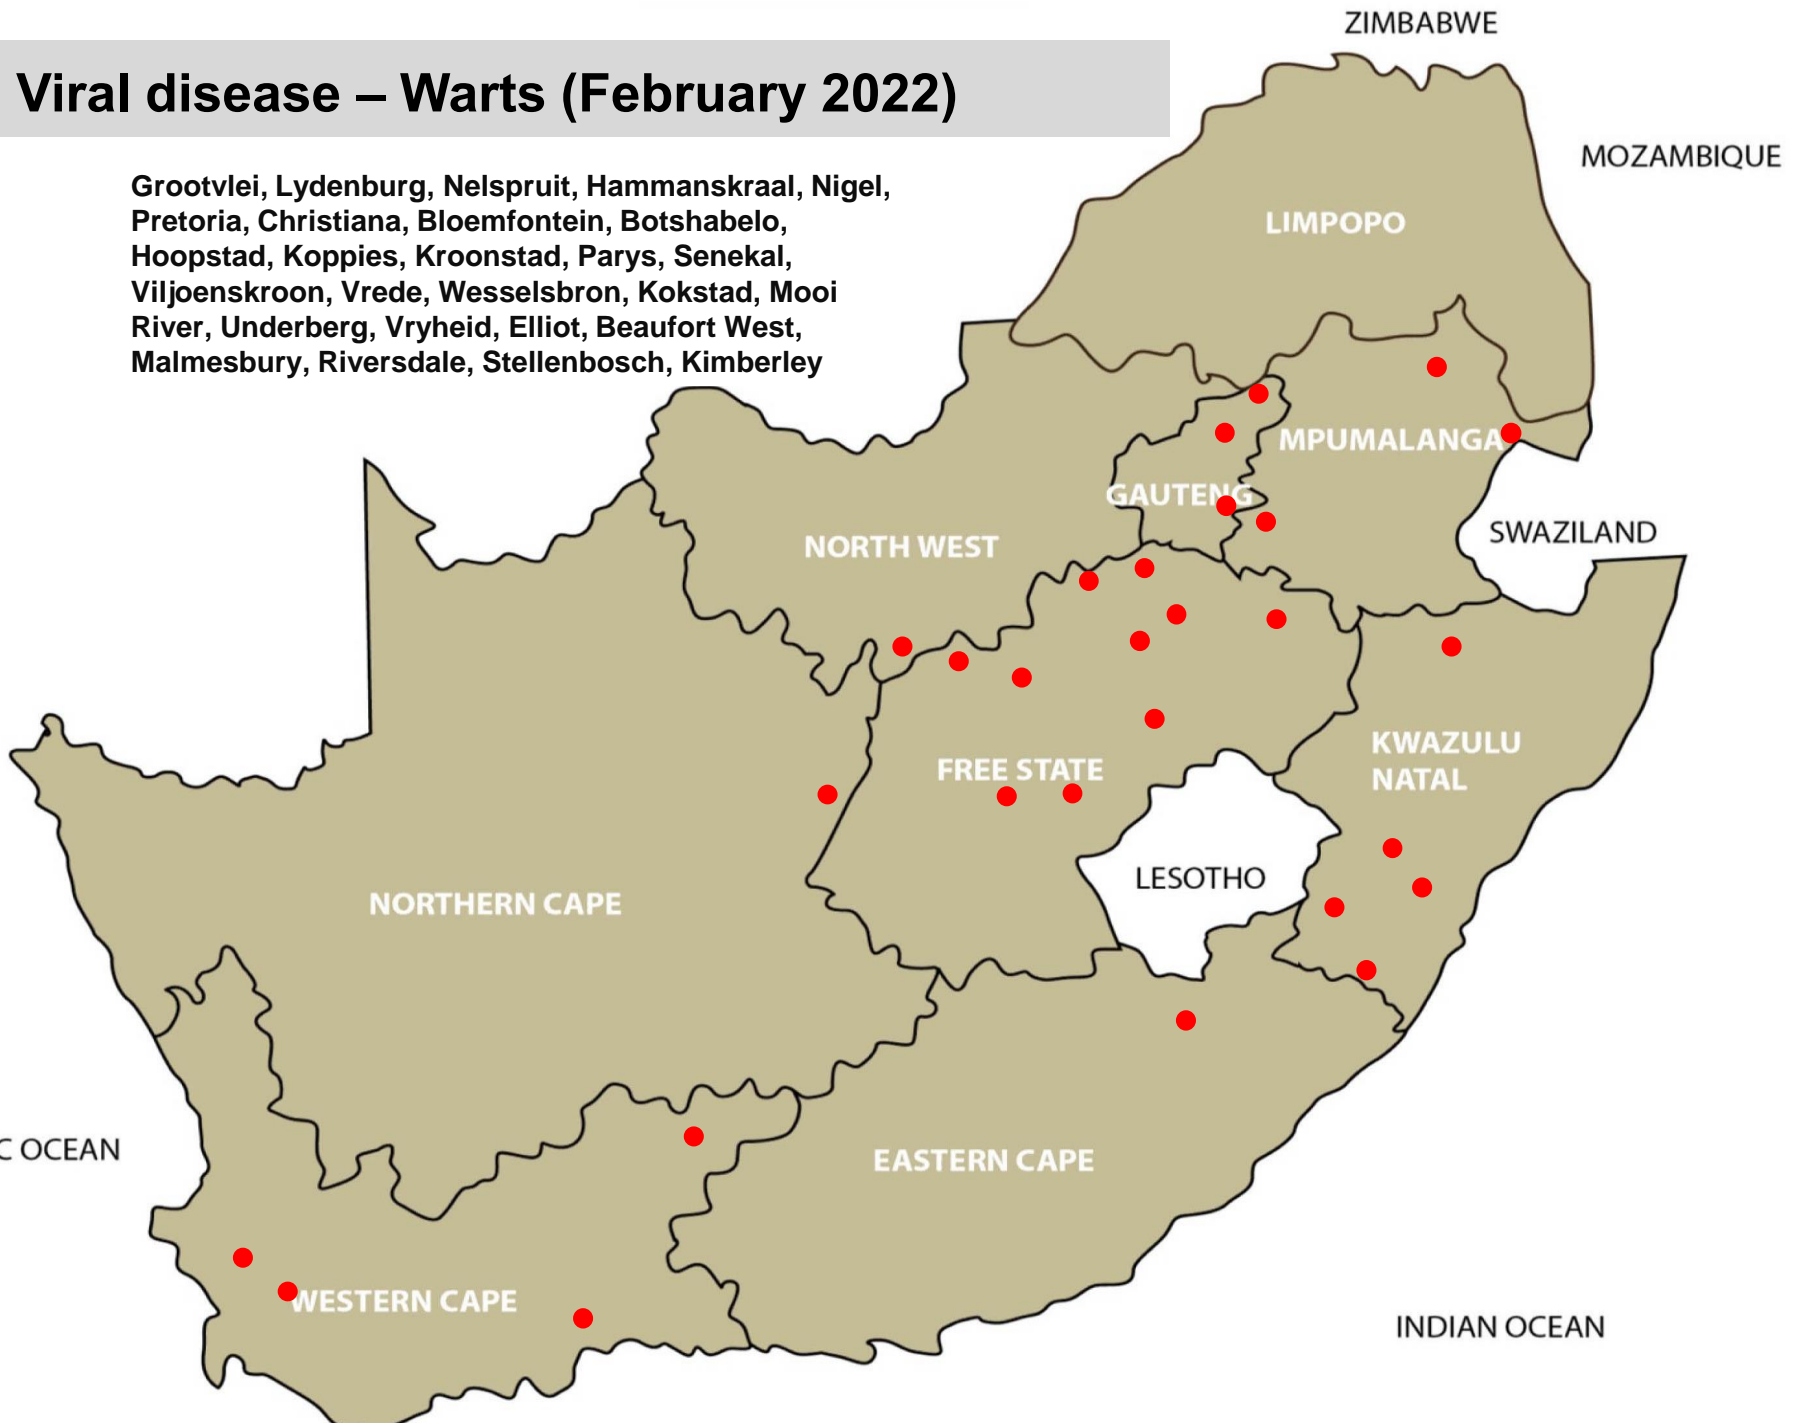 ZIMBABWE
Viral disease – Warts (February 2022)
MOZAMBIQUE
Grootvlei, Lydenburg, Nelspruit, Hammanskraal, Nigel,
Pretoria, Christiana, Bloemfontein, Botshabelo,
Hoopstad, Koppies, Kroonstad, Parys, Senekal,
Viljoenskroon, Vrede, Wesselsbron, Kokstad, Mooi
River, Underberg, Vryheid, Elliot, Beaufort West,
Malmesbury, Riversdale, Stellenbosch, Kimberley
LIMPOPO
MPUMALANGA
GAUTENG
SWAZILAND
NORTH WEST
KWAZULU
NATAL
FREE STATE
LESOTHO
NORTHERN CAPE
C OCEAN
EASTERN CAPE
WESTERN CAPE
INDIAN OCEAN